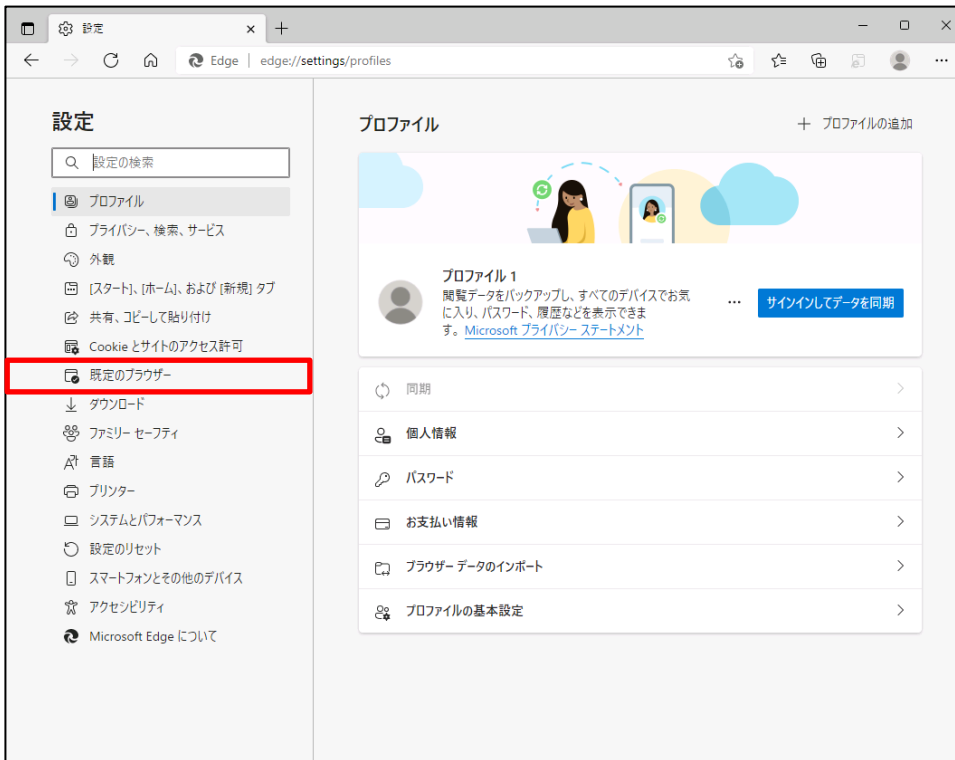 設定
Edge | edge://settings/profiles
設定
設定の検索
プロファイル
プライバシー、検索、サービス
外観
[スタート]、[ホーム]、および [新規] タブ
共有、コピーして貼り付け
Cookie とサイトのアクセス許可
既定のブラウザー
ダウンロード
ファミリー セーフティ
言語
プリンター
システムとパフォーマンス
設定のリセット
スマートフォンとその他のデバイス
アクセシビリティ
Microsoft Edge について
プロファイル
プロファイルの追加
プロファイル 1
閲覧データをバックアップし、すべてのデバイスでお気
に入り、パスワード、履歴などを表示できま
す。Microsoft プライバシー ステートメント
サインインしてデータを同期
同期
個人情報
パスワード
お支払い情報
ブラウザー データのインポート
プロファイルの基本設定